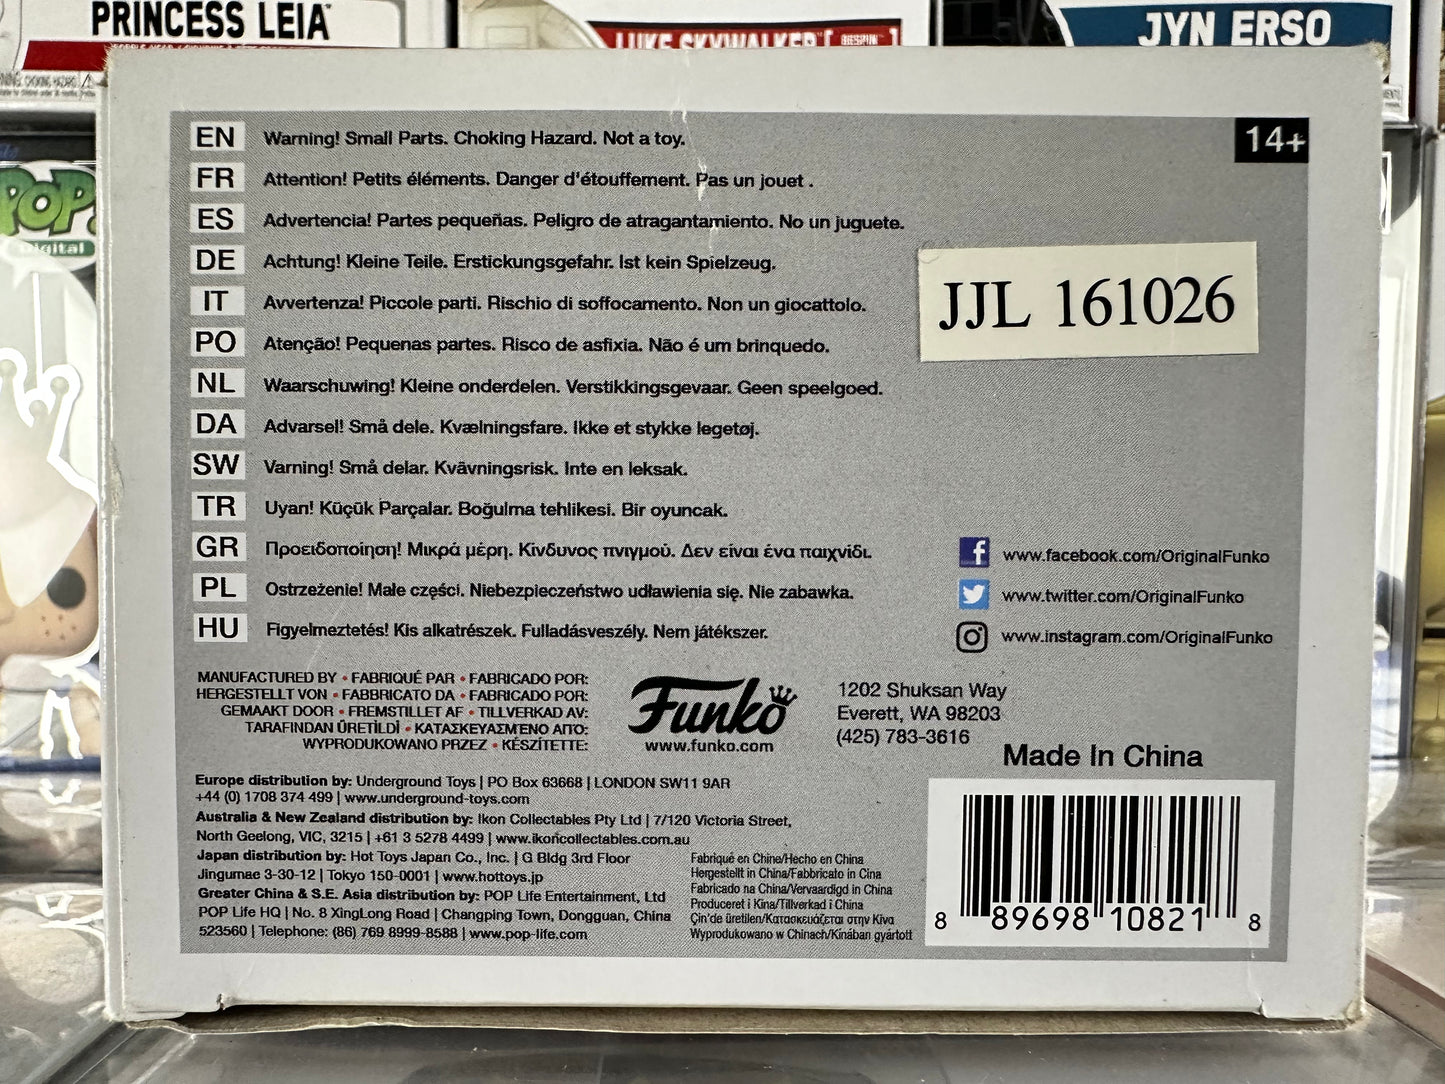 PRINCESS LEIA™
LUKE SKYWALKER™[BESPIN™]
JYN ERSO
POP!
Digital
EN Warning! Small Parts. Choking Hazard. Not a toy.
14+
FR Attention! Petits éléments. Danger d'étouffement. Pas un jouet .
ES Advertencia! Partes pequeñas. Peligro de atragantamiento. No un juguete.
DE Achtung! Kleine Teile. Erstickungsgefahr. Ist kein Spielzeug.
IT Avvertenza! Piccole parti. Rischio di soffocamento. Non un giocattolo.
JJL 161026
PO Atenção! Pequenas partes. Risco de asfixia. Não é um brinquedo.
NL Waarschuwing! Kleine onderdelen. Verstikkingsgevaar. Geen speelgoed.
DA Advarsel! Små dele. Kvælningsfare. Ikke et stykke legetøj.
SW Varning! Små delar. Kvävningsrisk. Inte en leksak.
TR Uyan! Küçük Parçalar. Boğulma tehlikesi. Bir oyuncak.
GR Προειδοποίηση! Μικρά μέρη. Κίνδυνος πνιγμού. Δεν είναι ένα παιχνίδι.
PL Ostrzeżenie! Małe części. Niebezpieczeństwo udławienia się. Nie zabawka.
HU Figyelmeztetés! Kis alkatrészek. Fulladásveszély. Nem játékszer.
www.facebook.com/OriginalFunko
www.twitter.com/OriginalFunko
www.instagram.com/OriginalFunko
MANUFACTURED BY • FABRIQUÉ PAR • FABRICADO POR:
HERGESTELLT VON • FABBRICATO DA • FABRICADO POR:
GEMAAKT DOOR • FREMSTILLET AF • TILLVERKAD AV:
TARAFINDAN ÜRETİLDİ • ΚΑΤΑΣΚΕΥΑΣΜΈΝΟ ΑΠΌ:
WYPRODUKOWANO PRZEZ • KÉSZÍTETTE:
Funko
www.funko.com
1202 Shuksan Way
Everett, WA 98203
(425) 783-3616
Made In China
Europe distribution by: Underground Toys | PO Box 63668 | LONDON SW11 9AR
+44 (0) 1708 374 499 | www.underground-toys.com
Australia & New Zealand distribution by: Ikon Collectables Pty Ltd | 7/120 Victoria Street,
North Geelong, VIC, 3215 | +61 3 5278 4499 | www.ikoncollectables.com.au
Japan distribution by: Hot Toys Japan Co., Inc. | G Bldg 3rd Floor
Jingumae 3-30-12 | Tokyo 150-0001 | www.hottoys.jp
Greater China & S.E. Asia distribution by: POP Life Entertainment, Ltd
POP Life HQ | No. 8 XingLong Road | Changping Town, Dongguan, China
523560 | Telephone: (86) 769 8999-8588 | www.pop-life.com
Fabriqué en Chine/Hecho en China
Hergestellt in China/Fabbricato in Cina
Fabricado na China/Vervaardigd in China
Produceret i Kina/Tillverkad i China
Çin'de üretilen/Κατασκευάζεται στην Κίνα
Wyprodukowano w Chinach/Kínában gyártott
8 89698 10821 8